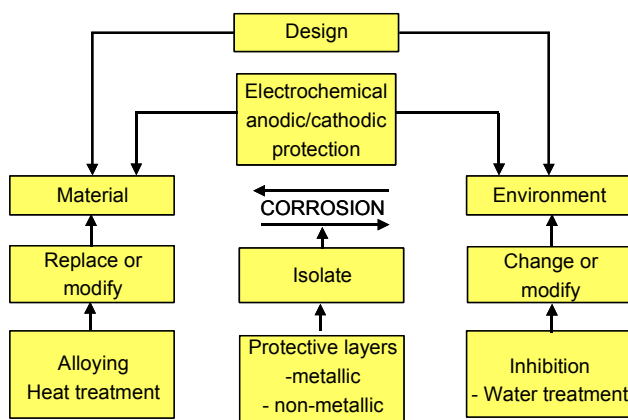 Design
Electrochemical
anodic/cathodic
protection
Material
CORROSION
Environment
Replace or
modify
Isolate
Change or
modify
Alloying
Heat treatment
Protective layers
-metallic
- non-metallic
Inhibition
- Water treatment